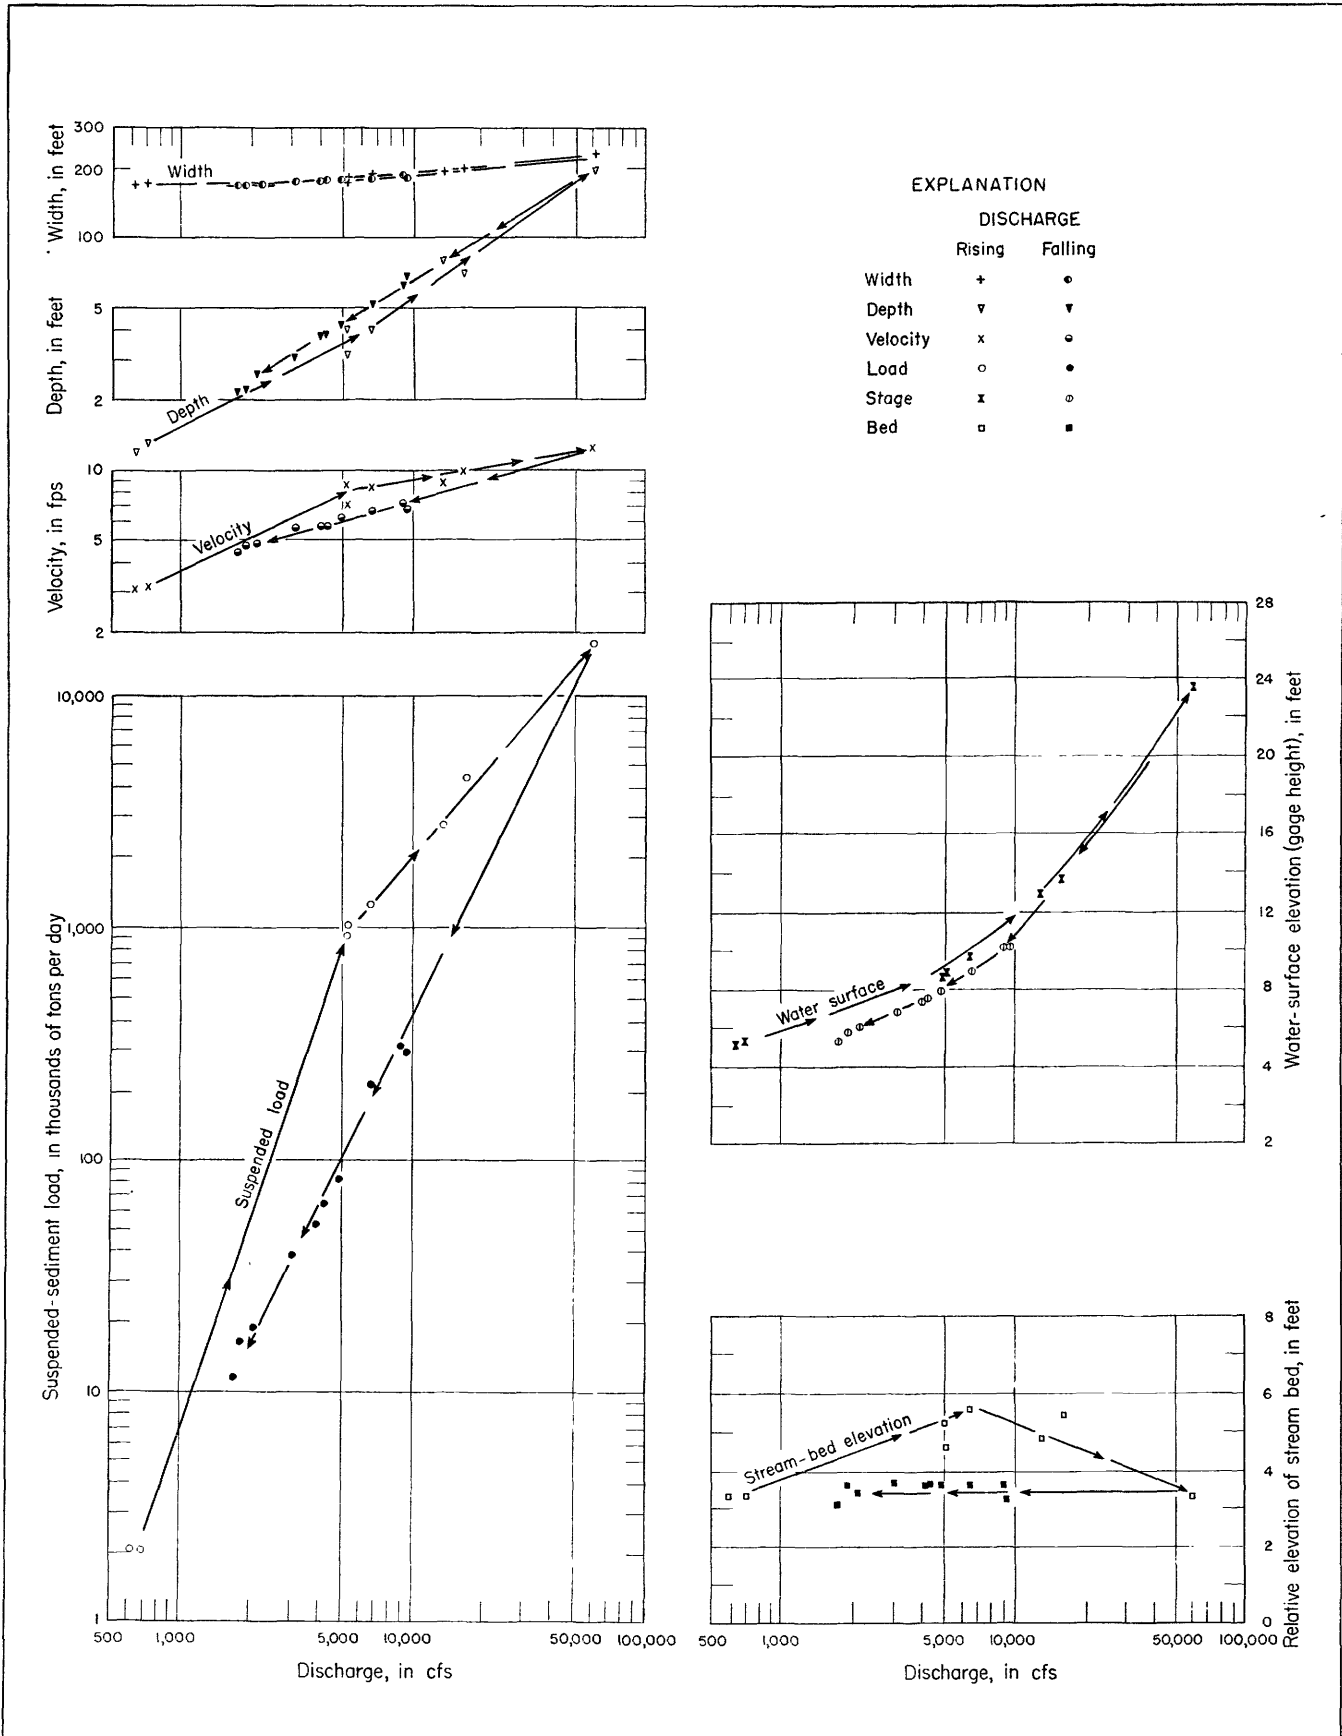 300
200
100
Width, in feet
Width
5
2
Depth, in feet
Depth
10
5
2
Velocity, in fps
Velocity
10,000
1,000
100
10
1
Suspended-sediment load, in thousands of tons per day
Suspended load
500 1,000 5,000 10,000 50,000 100,000
Discharge, in cfs
EXPLANATION
DISCHARGE
Rising Falling
Width
Depth
Velocity
Load
Stage
Bed
28
24
20
16
12
8
4
2
Water-surface elevation (gage height), in feet
Water surface
8
6
4
2
0
Relative elevation of stream bed, in feet
Stream-bed elevation
500 1,000 5,000 10,000 50,000 100,000
Discharge, in cfs